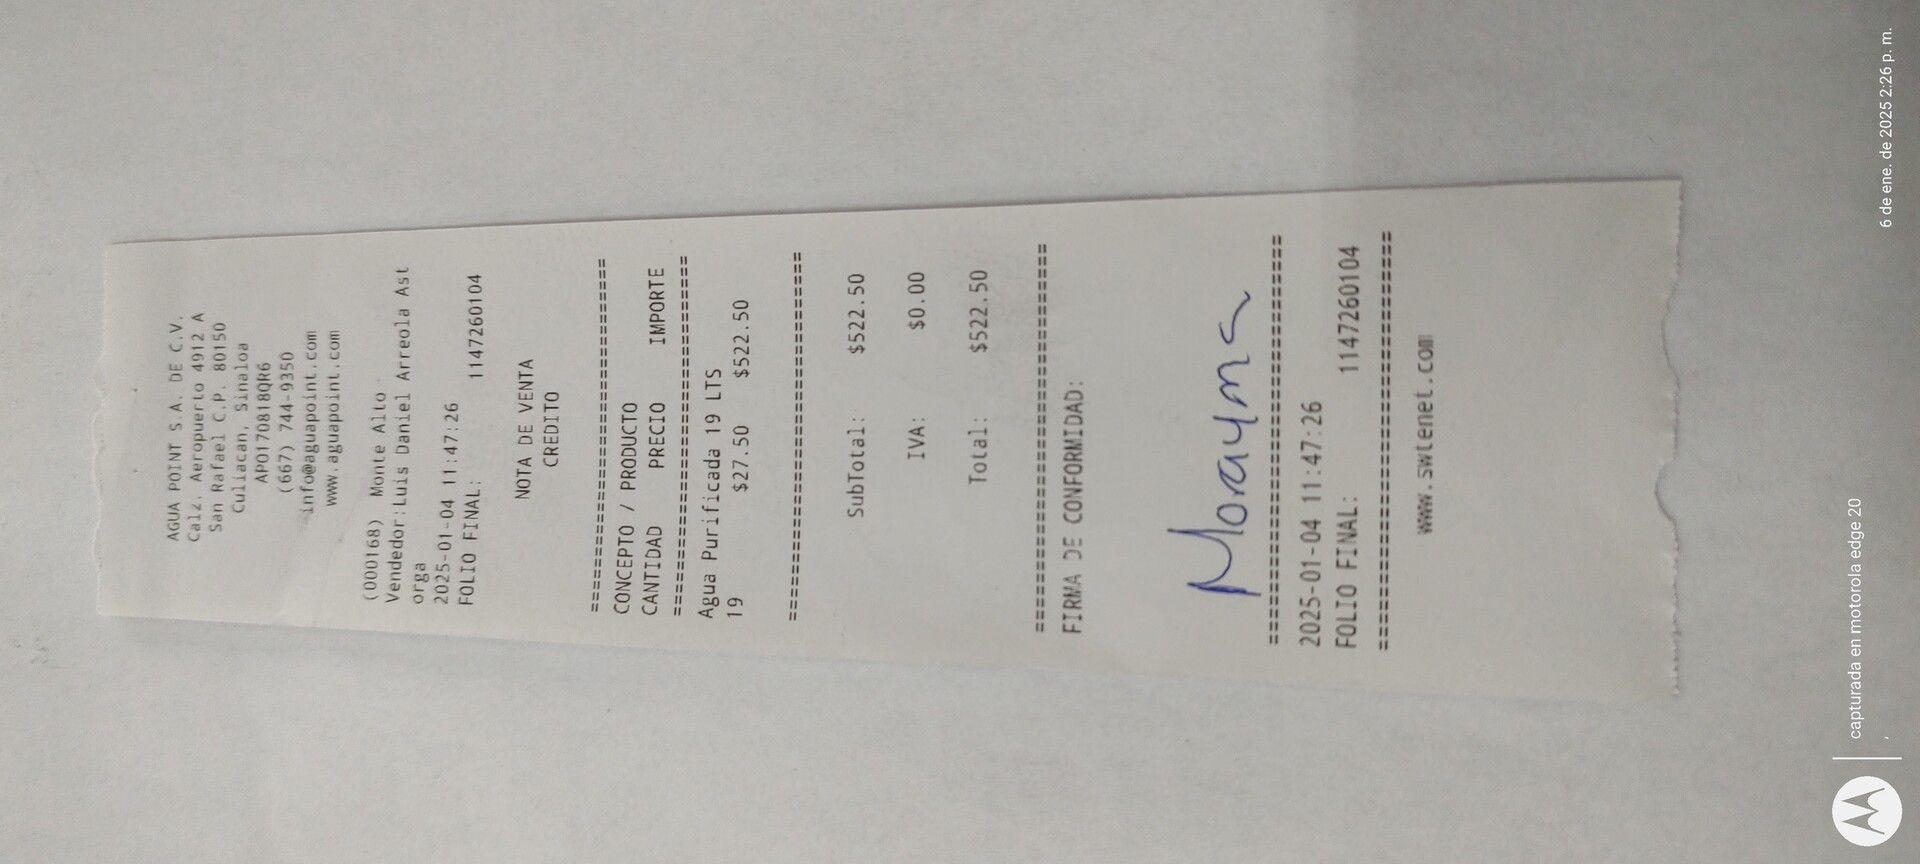 AGUA POINT S.A. DE C.V.
Calz. Aeropuerto 4912 A
San Rafael C.P. 80150
Culiacan, Sinaloa
APO170818QR6
(667) 744-9350
info@aguapoint.com
www.aguapoint.com
(000168) Monte Alto
Vendedor:Luis Daniel Arreola Ast
orga
2025-01-04 11:47:26
FOLIO FINAL: 1147260104
NOTA DE VENTA
CREDITO
================================
CONCEPTO / PRODUCTO
CANTIDAD PRECIO IMPORTE
================================
Agua Purificada 19 LTS
19 $27.50 $522.50
================================
SubTotal: $522.50
IVA: $0.00
Total: $522.50
================================
FIRMA DE CONFORMIDAD:
Morayma
================================
2025-01-04 11:47:26
FOLIO FINAL: 1147260104
================================
www.swtenet.com
capturada en motorola edge 20
,
6 de ene. de 2025 2:26 p. m.